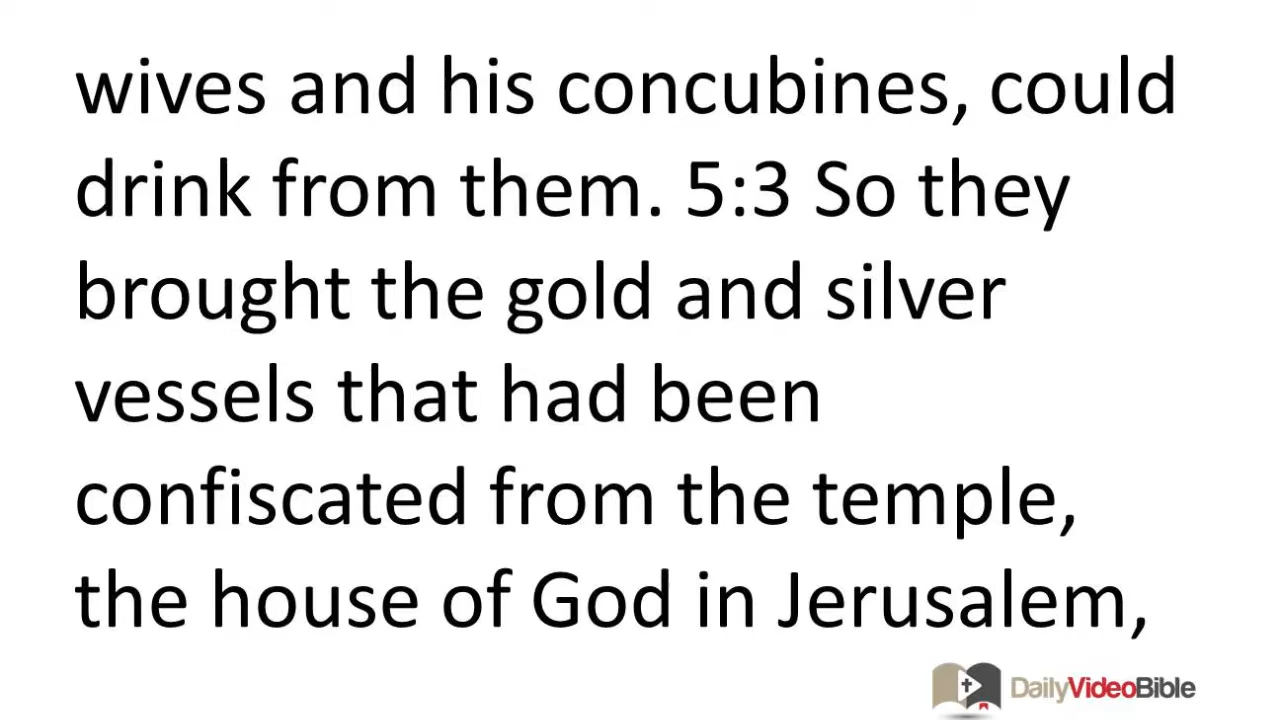 wives and his concubines, could
drink from them. 5:3 So they
brought the gold and silver
vessels that had been
confiscated from the temple,
the house of God in Jerusalem,
DailyVideoBible